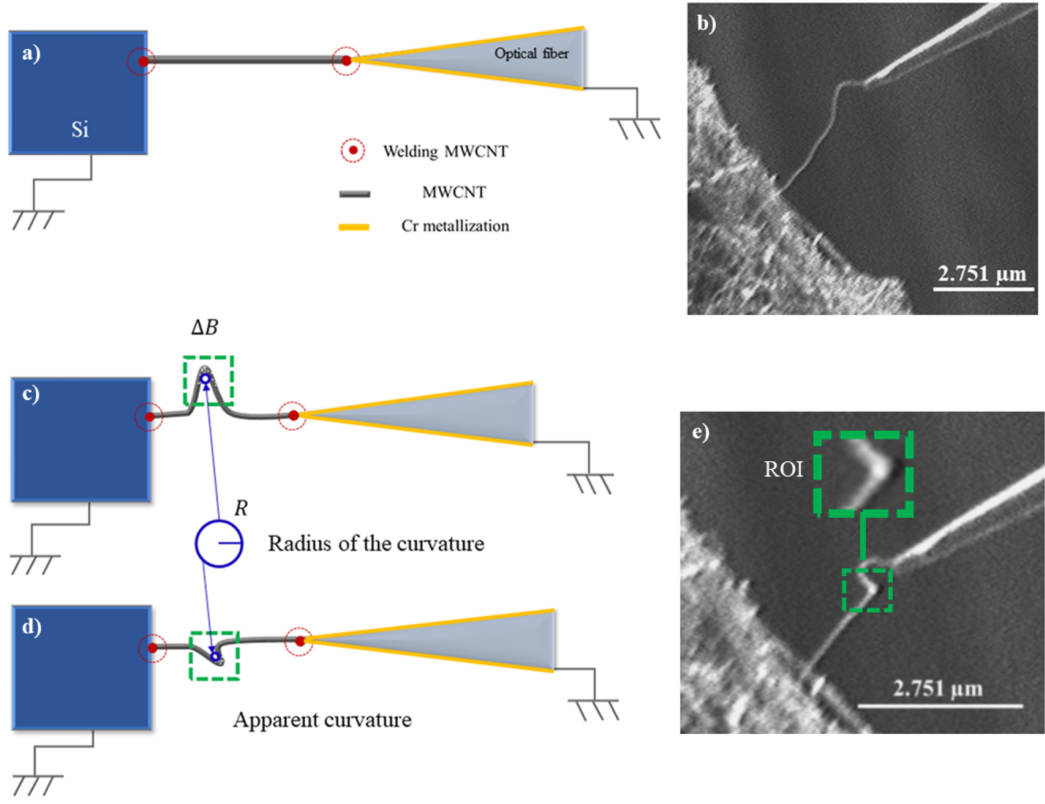 a)
Optical fiber
Si
Welding MWCNT
MWCNT
Cr metallization
b)
2.751 μm
ΔB
c)
R
Radius of the curvature
d)
Apparent curvature
e)
ROI
2.751 μm